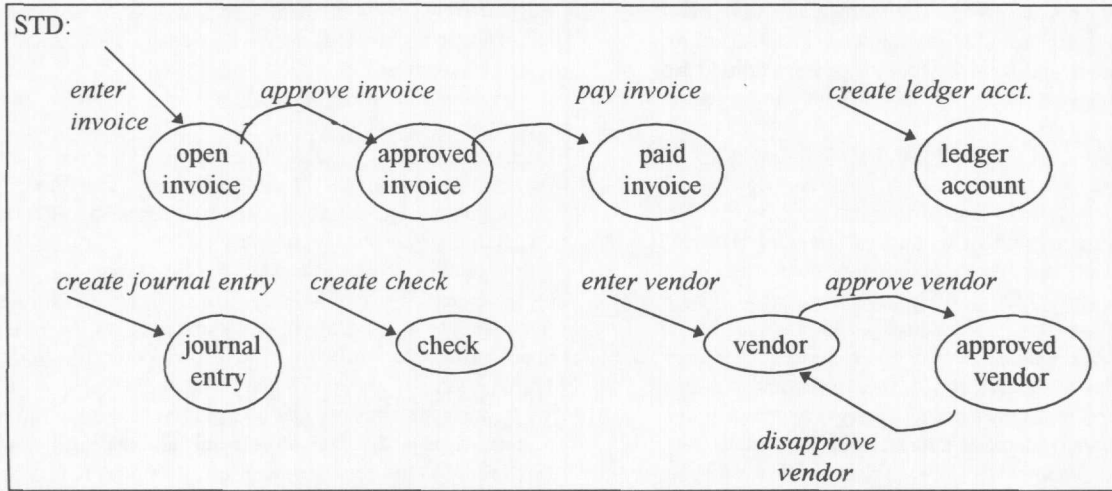 STD:
enter
invoice
approve invoice
pay invoice
create ledger acct.
open
invoice
approved
invoice
paid
invoice
ledger
account
create journal entry
create check
enter vendor
approve vendor
journal
entry
check
vendor
approved
vendor
disapprove
vendor